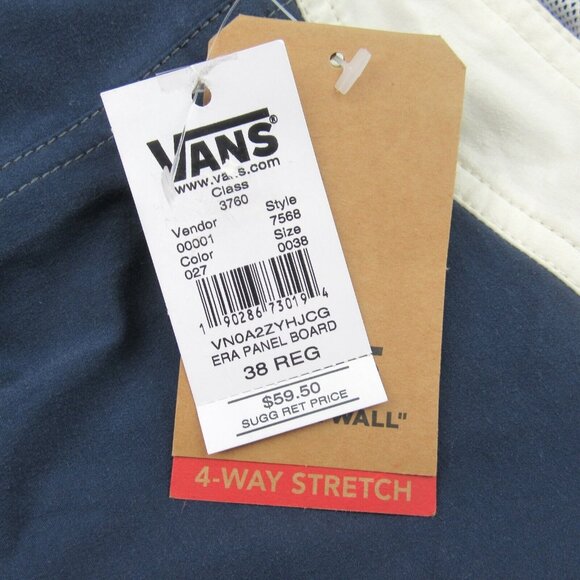 VANS®
www.vans.com
Class
3760
Vendor Style
00001 7568
Color Size
027 0038
1 90286 73019 4
VN0A2ZYHJCG
ERA PANEL BOARD
38 REG
$59.50
SUGG RET PRICE
WALL"
4-WAY STRETCH